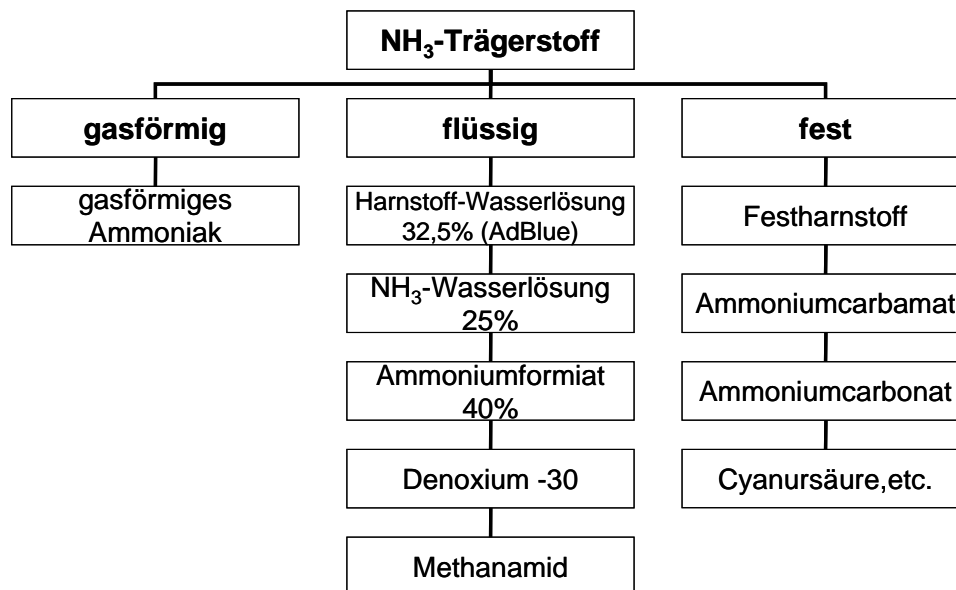 NH₃-Trägerstoff
gasförmig
flüssig
fest
gasförmiges
Ammoniak
Harnstoff-Wasserlösung
32,5% (AdBlue)
Festharnstoff
NH₃-Wasserlösung
25%
Ammoniumcarbamat
Ammoniumformiat
40%
Ammoniumcarbonat
Denoxium -30
Cyanursäure,etc.
Methanamid